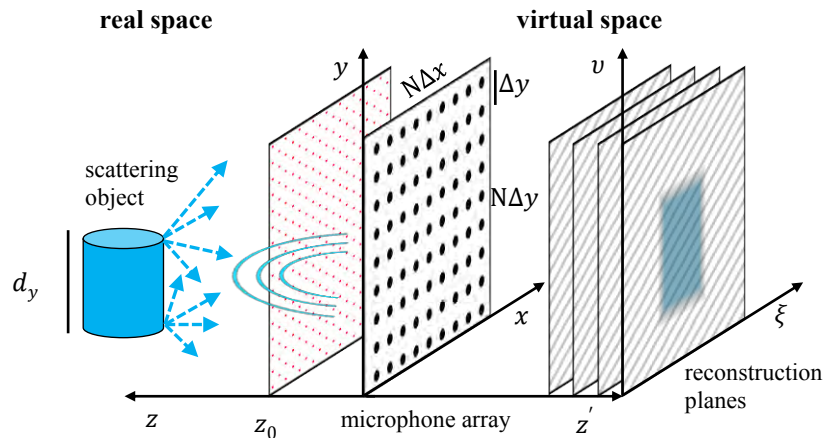 real space
virtual space
y
NΔx
Δy
υ
scattering
object
NΔy
d_y
x
ξ
reconstruction
planes
z
z_0
microphone array
z′